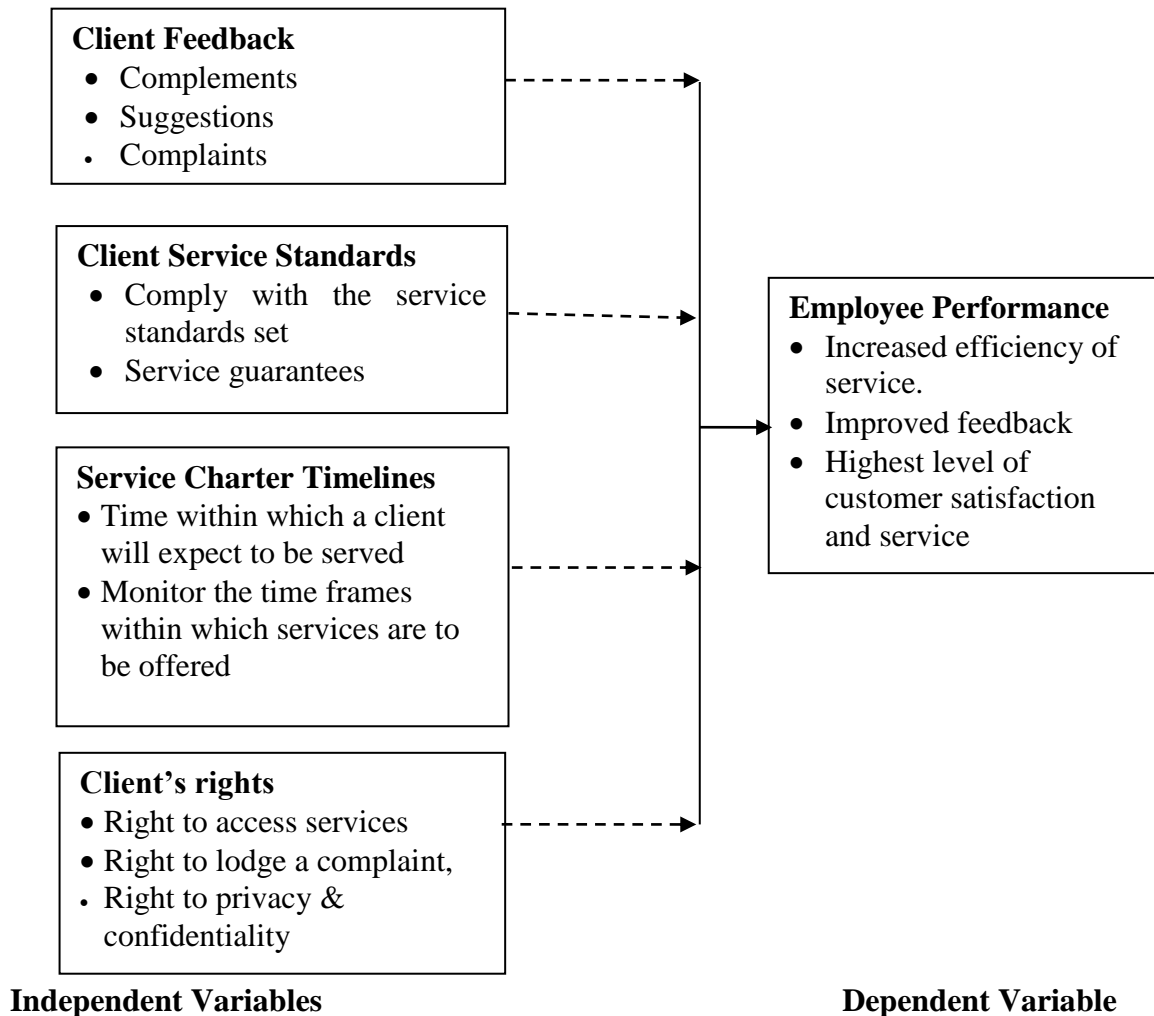 Client Feedback
• Complements
• Suggestions
• Complaints
Client Service Standards
• Comply with the service
standards set
• Service guarantees
Service Charter Timelines
• Time within which a client
will expect to be served
• Monitor the time frames
within which services are to
be offered
Client’s rights
• Right to access services
• Right to lodge a complaint,
• Right to privacy &
confidentiality
Employee Performance
• Increased efficiency of
service.
• Improved feedback
• Highest level of
customer satisfaction
and service
Independent Variables
Dependent Variable